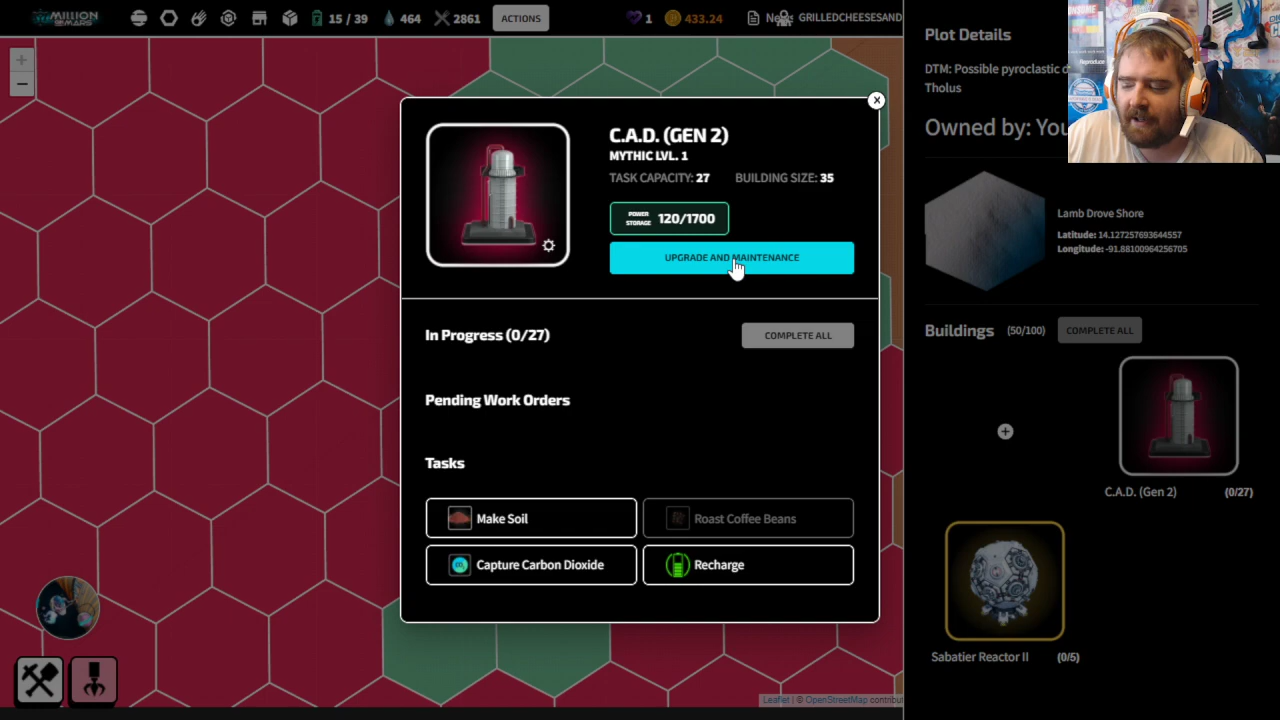 MILLION ON MARS
15 / 39
464
2861
ACTIONS
1
433.24
GRILLEDCHEESESAND
+
−
Plot Details
DTM: Possible pyroclastic
Tholus
Owned by: You
Lamb Drove Shore
Latitude: 14.127257693644557
Longitude: -91.88100964256705
Buildings (50/100) COMPLETE ALL
C.A.D. (Gen 2) (0/27)
Sabatier Reactor II (0/5)
X
C.A.D. (GEN 2)
MYTHIC LVL. 1
TASK CAPACITY: 27 BUILDING SIZE: 35
POWER STORAGE 120/1700
UPGRADE AND MAINTENANCE
In Progress (0/27) COMPLETE ALL
Pending Work Orders
Tasks
Make Soil
Roast Coffee Beans
Capture Carbon Dioxide
Recharge
Leaflet | © OpenStreetMap contribu